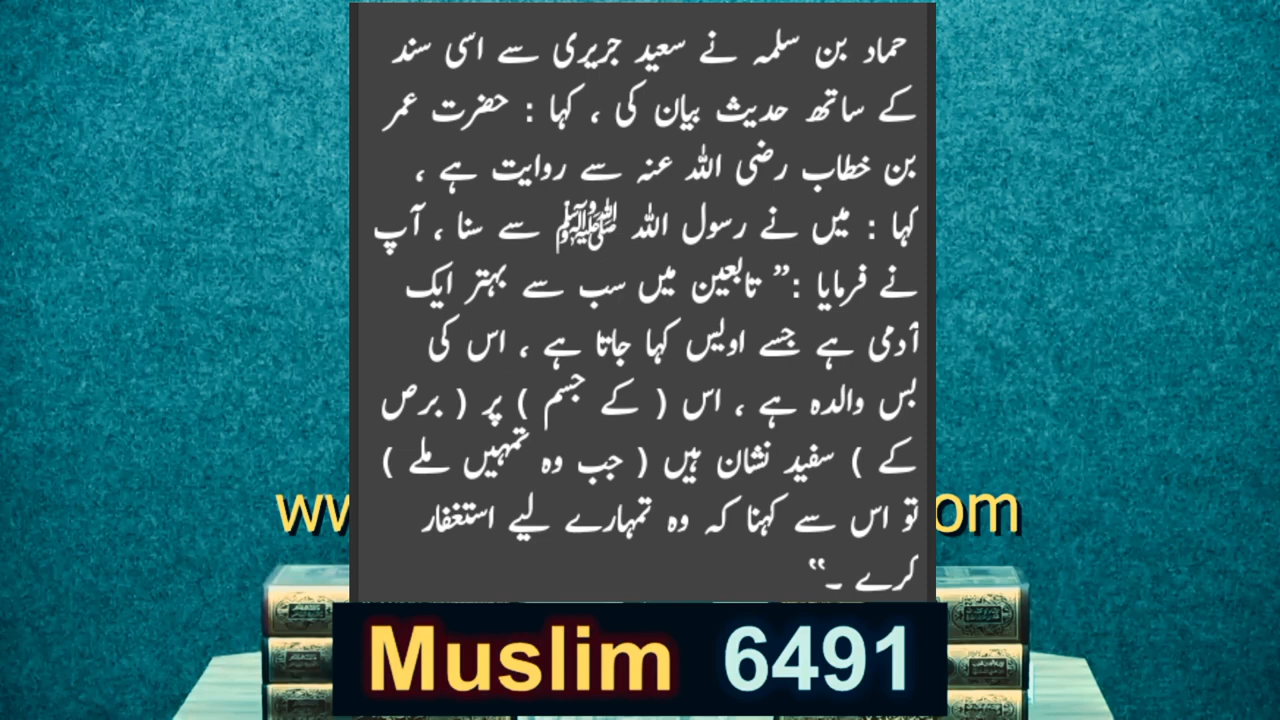 حماد بن سلمہ نے سعید جریری سے اسی سند
کے ساتھ حدیث بیان کی ، کہا : حضرت عمر
بن خطاب رضی اللہ عنہ سے روایت ہے ،
کہا : میں نے رسول اللہ ﷺ سے سنا ، آپ
نے فرمایا :” تابعین میں سب سے بہتر ایک
آدمی ہے جسے اویس کہا جاتا ہے ، اس کی
بس والدہ ہے ، اس ( کے جسم ) پر ( برص
کے ) سفید نشان ہیں ( جب وہ تمہیں ملے )
تو اس سے کہنا کہ وہ تمہارے لیے استغفار
کرے ۔“
Muslim 6491